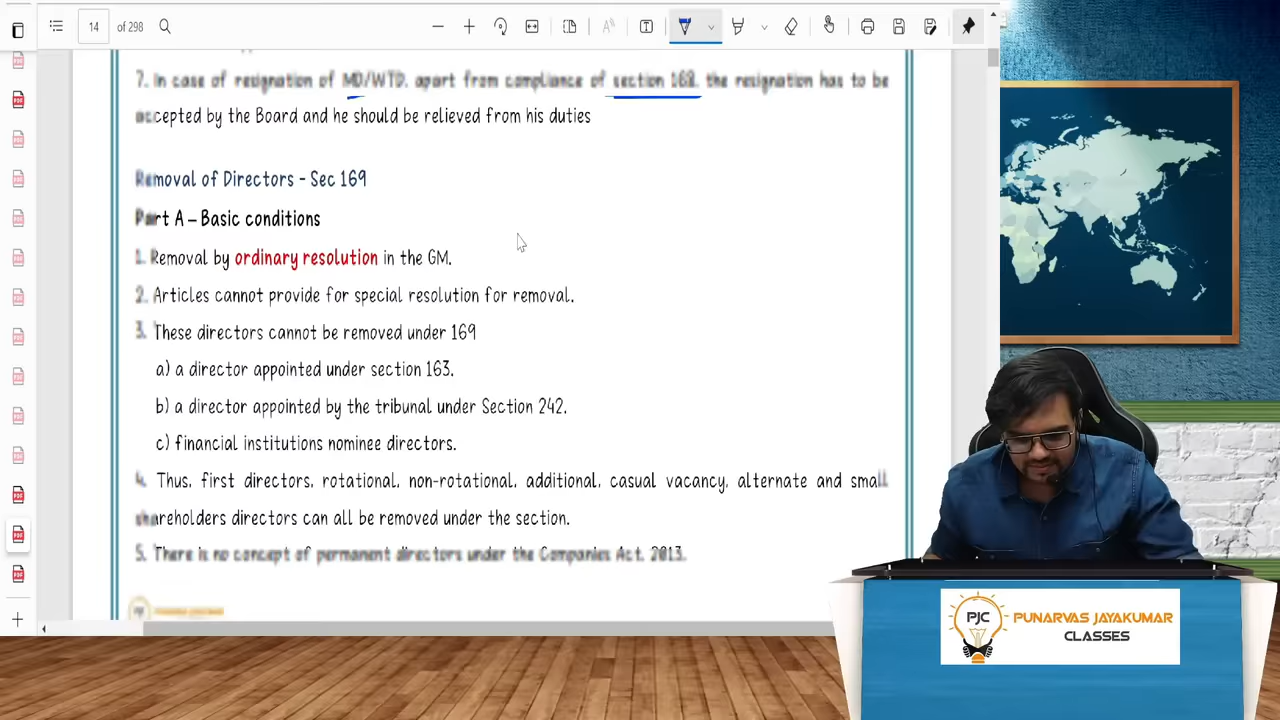 14 of 298
7. In case of resignation of MD/WTD, apart from compliance of section 168, the resignation has to be
accepted by the Board and he should be relieved from his duties
Removal of Directors - Sec 169
Part A – Basic conditions
1. Removal by ordinary resolution in the GM.
2. Articles cannot provide for special resolution for removal.
3. These directors cannot be removed under 169
a) a director appointed under section 163.
b) a director appointed by the tribunal under Section 242.
c) financial institutions nominee directors.
4. Thus, first directors, rotational, non-rotational, additional, casual vacancy, alternate and small
shareholders directors can all be removed under the section.
5. There is no concept of permanent directors under the Companies Act, 2013.
PJC
PUNARVAS JAYAKUMAR
CLASSES